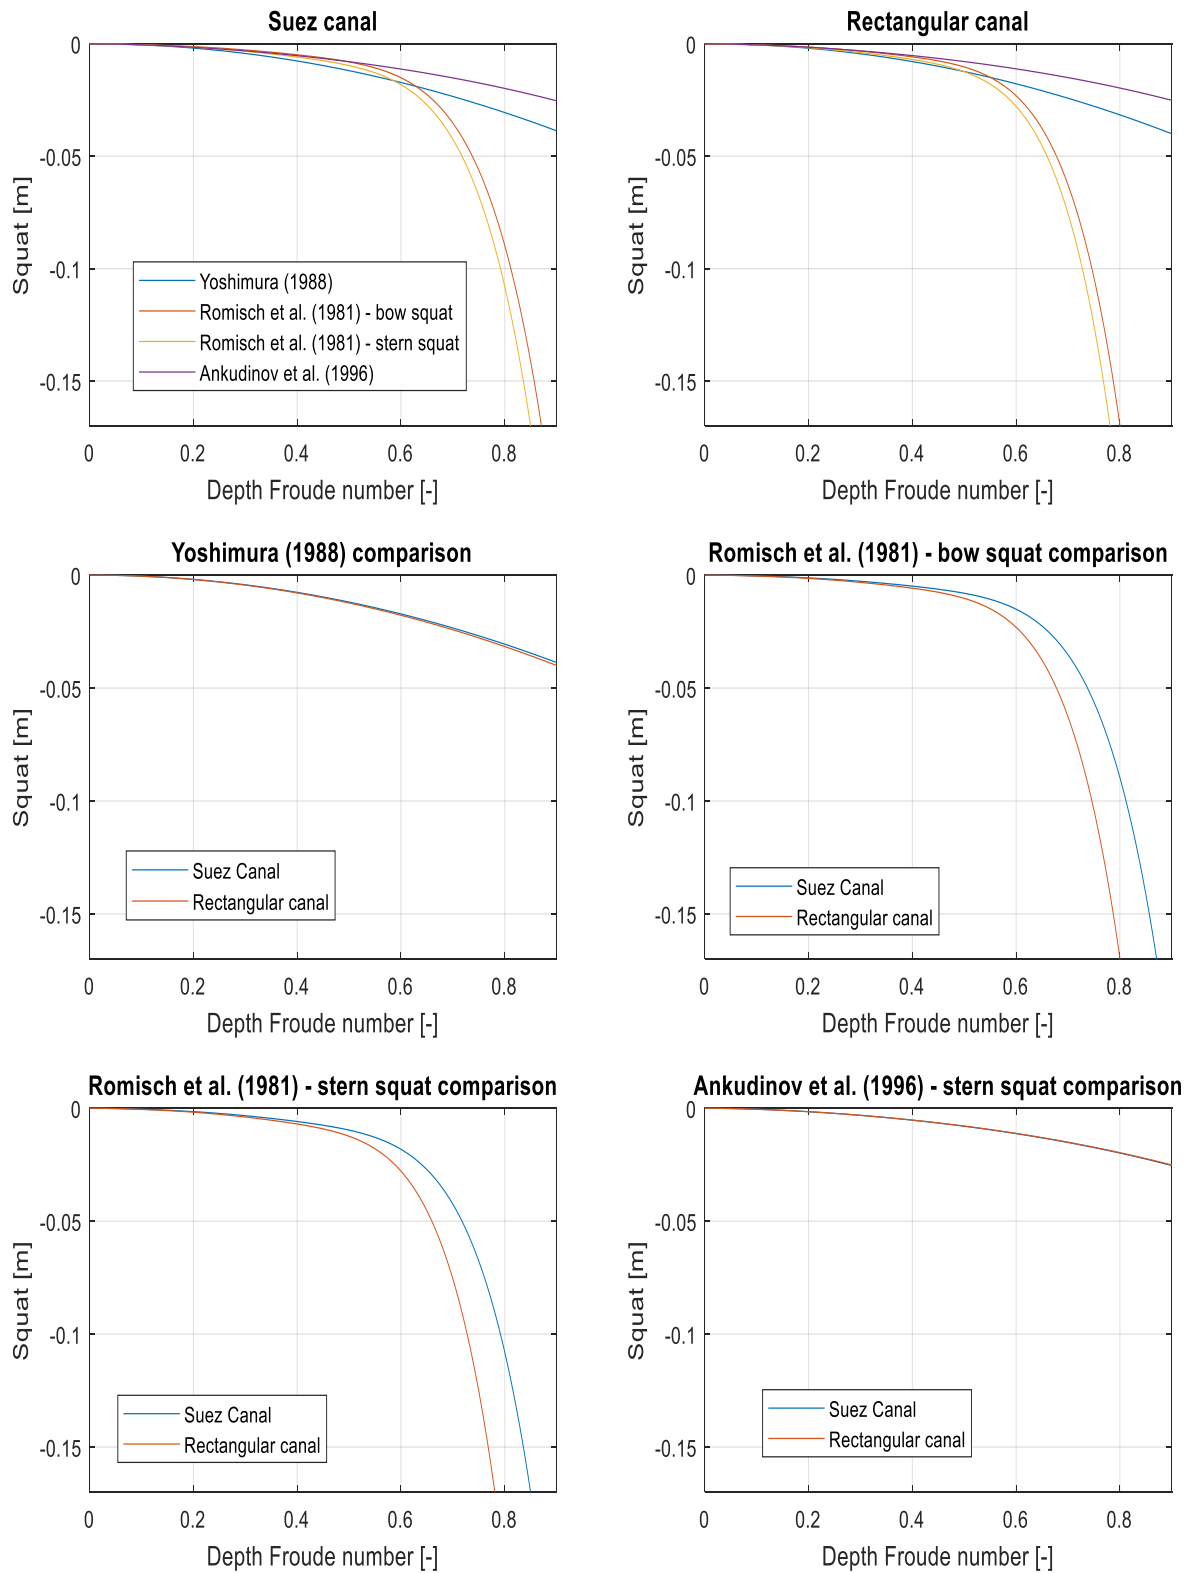 Suez canal
0
-0.05
-0.1
-0.15
Squat [m]
Yoshimura (1988)
Romisch et al. (1981) - bow squat
Romisch et al. (1981) - stern squat
Ankudinov et al. (1996)
0 0.2 0.4 0.6 0.8
Depth Froude number [-]
Rectangular canal
0
-0.05
-0.1
-0.15
Squat [m]
0 0.2 0.4 0.6 0.8
Depth Froude number [-]
Yoshimura (1988) comparison
0
-0.05
-0.1
-0.15
Squat [m]
Suez Canal
Rectangular canal
0 0.2 0.4 0.6 0.8
Depth Froude number [-]
Romisch et al. (1981) - bow squat comparison
0
-0.05
-0.1
-0.15
Squat [m]
Suez Canal
Rectangular canal
0 0.2 0.4 0.6 0.8
Depth Froude number [-]
Romisch et al. (1981) - stern squat comparison
0
-0.05
-0.1
-0.15
Squat [m]
Suez Canal
Rectangular canal
0 0.2 0.4 0.6 0.8
Depth Froude number [-]
Ankudinov et al. (1996) - stern squat comparison
0
-0.05
-0.1
-0.15
Squat [m]
Suez Canal
Rectangular canal
0 0.2 0.4 0.6 0.8
Depth Froude number [-]